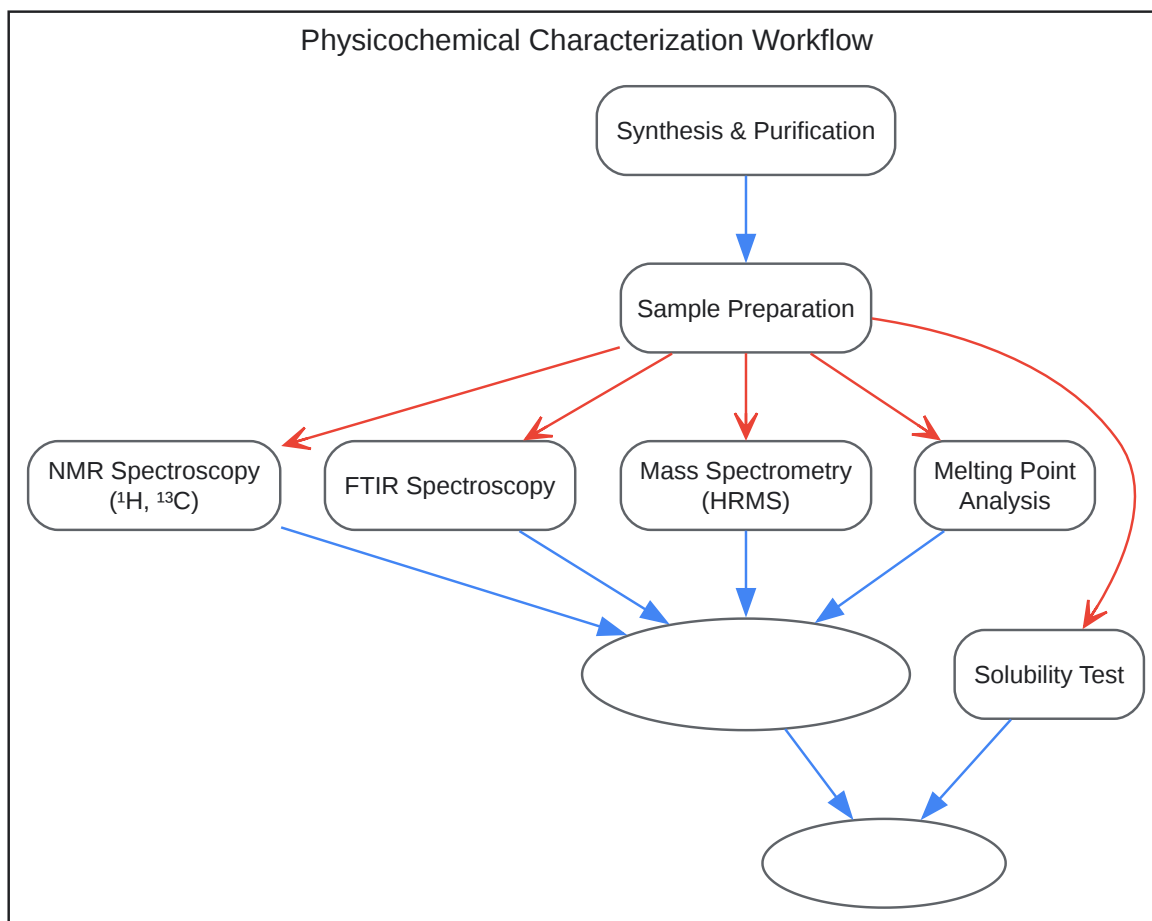 Physicochemical Characterization Workflow
Synthesis & Purification
Sample Preparation
NMR Spectroscopy
(¹H, ¹³C)
FTIR Spectroscopy
Mass Spectrometry
(HRMS)
Melting Point
Analysis
Solubility Test